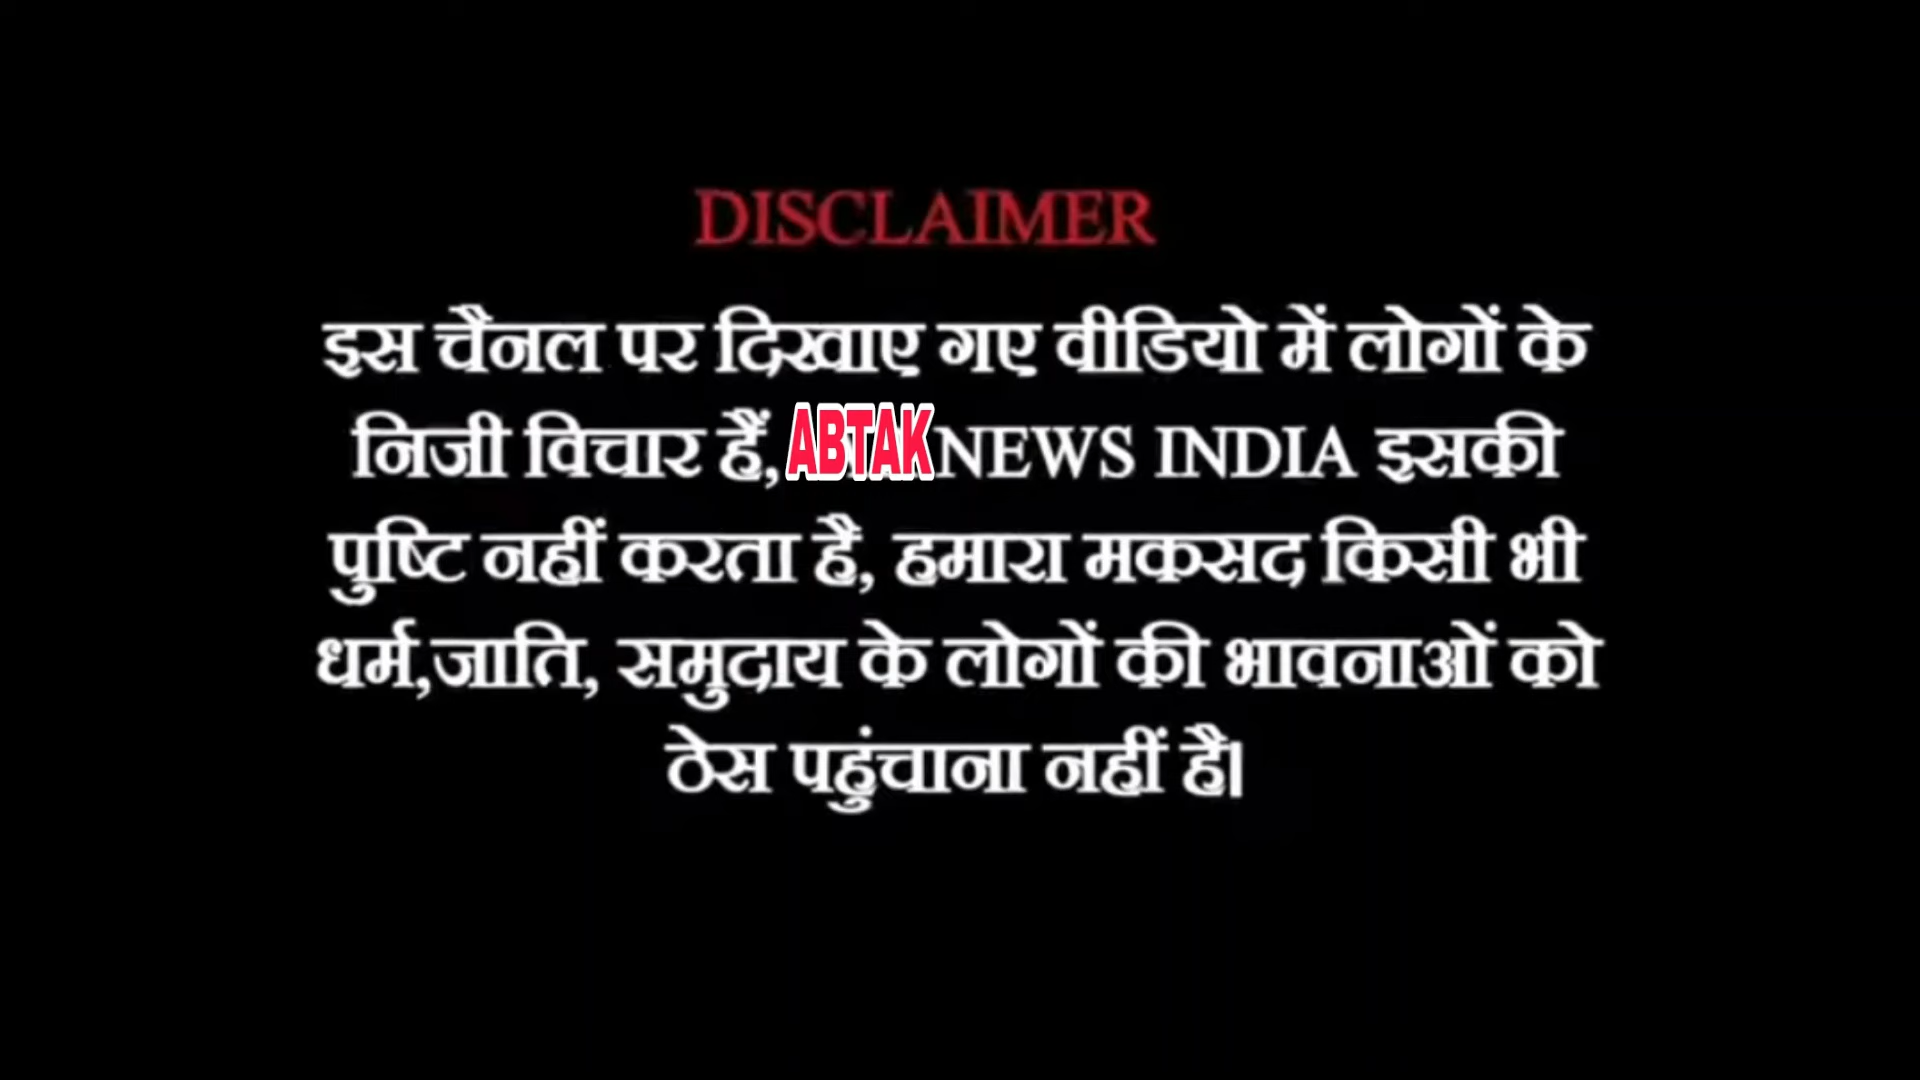 DISCLAIMER
इस चैनल पर दिखाए गए वीडियो में लोगों के
निजी विचार हैं, ABTAK NEWS INDIA इसकी
पुष्टि नहीं करता है, हमारा मकसद किसी भी
धर्म,जाति, समुदाय के लोगों की भावनाओं को
ठेस पहुंचाना नहीं है।